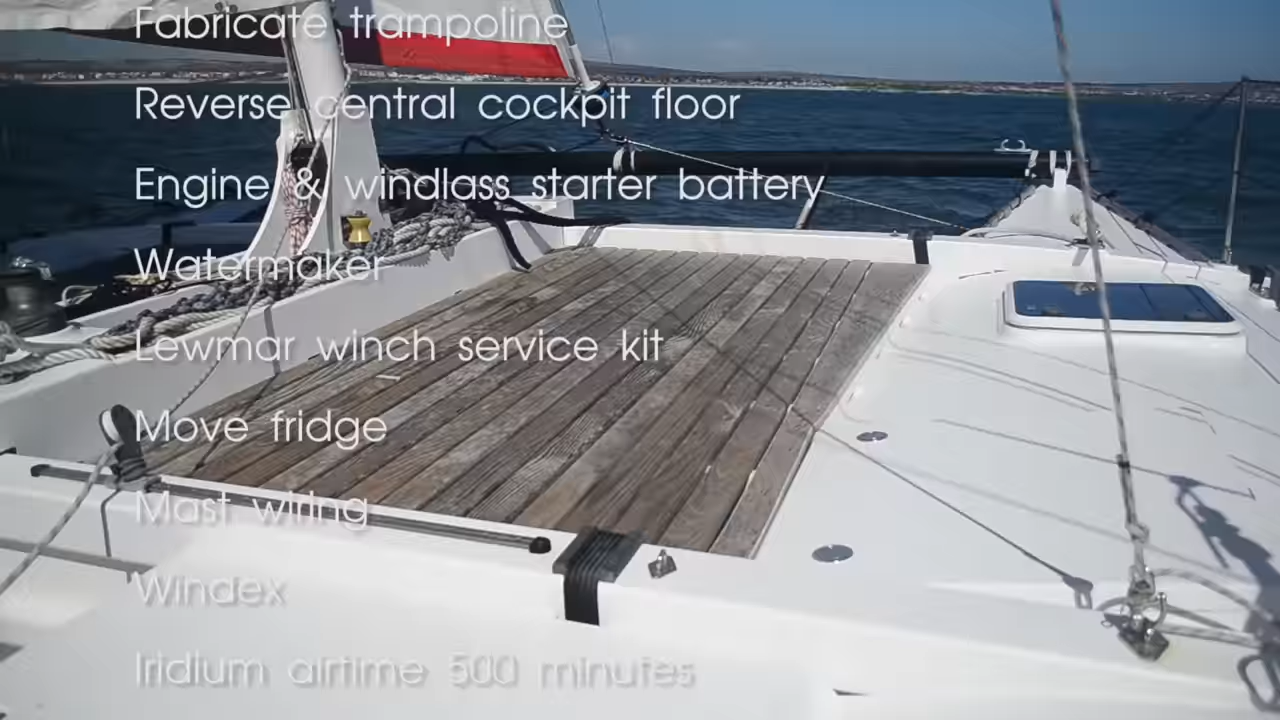 Fabricate trampoline
Reverse central cockpit floor
Engine & windlass starter battery
Watermaker
Lewmar winch service kit
Move fridge
Mast wiring
Windex
Iridium airtime 500 minutes